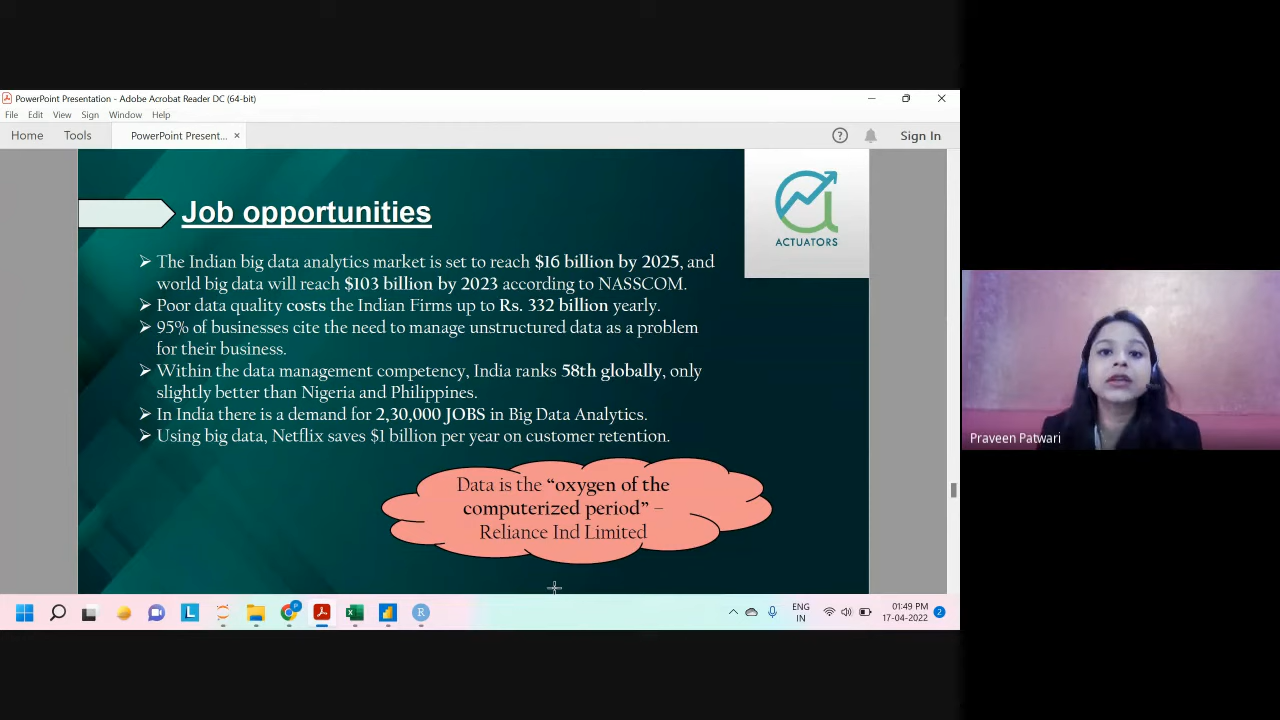 PowerPoint Presentation - Adobe Acrobat Reader DC (64-bit)
File Edit View Sign Window Help
Home Tools PowerPoint Present... × Sign In
Job opportunities
ACTUATORS
➢ The Indian big data analytics market is set to reach $16 billion by 2025, and
world big data will reach $103 billion by 2023 according to NASSCOM.
➢ Poor data quality costs the Indian Firms up to Rs. 332 billion yearly.
➢ 95% of businesses cite the need to manage unstructured data as a problem
for their business.
➢ Within the data management competency, India ranks 58th globally, only
slightly better than Nigeria and Philippines.
➢ In India there is a demand for 2,30,000 JOBS in Big Data Analytics.
➢ Using big data, Netflix saves $1 billion per year on customer retention.
Data is the “oxygen of the
computerized period” –
Reliance Ind Limited
Praveen Patwari
L
P
R
ENG
IN
01:49 PM
17-04-2022
2